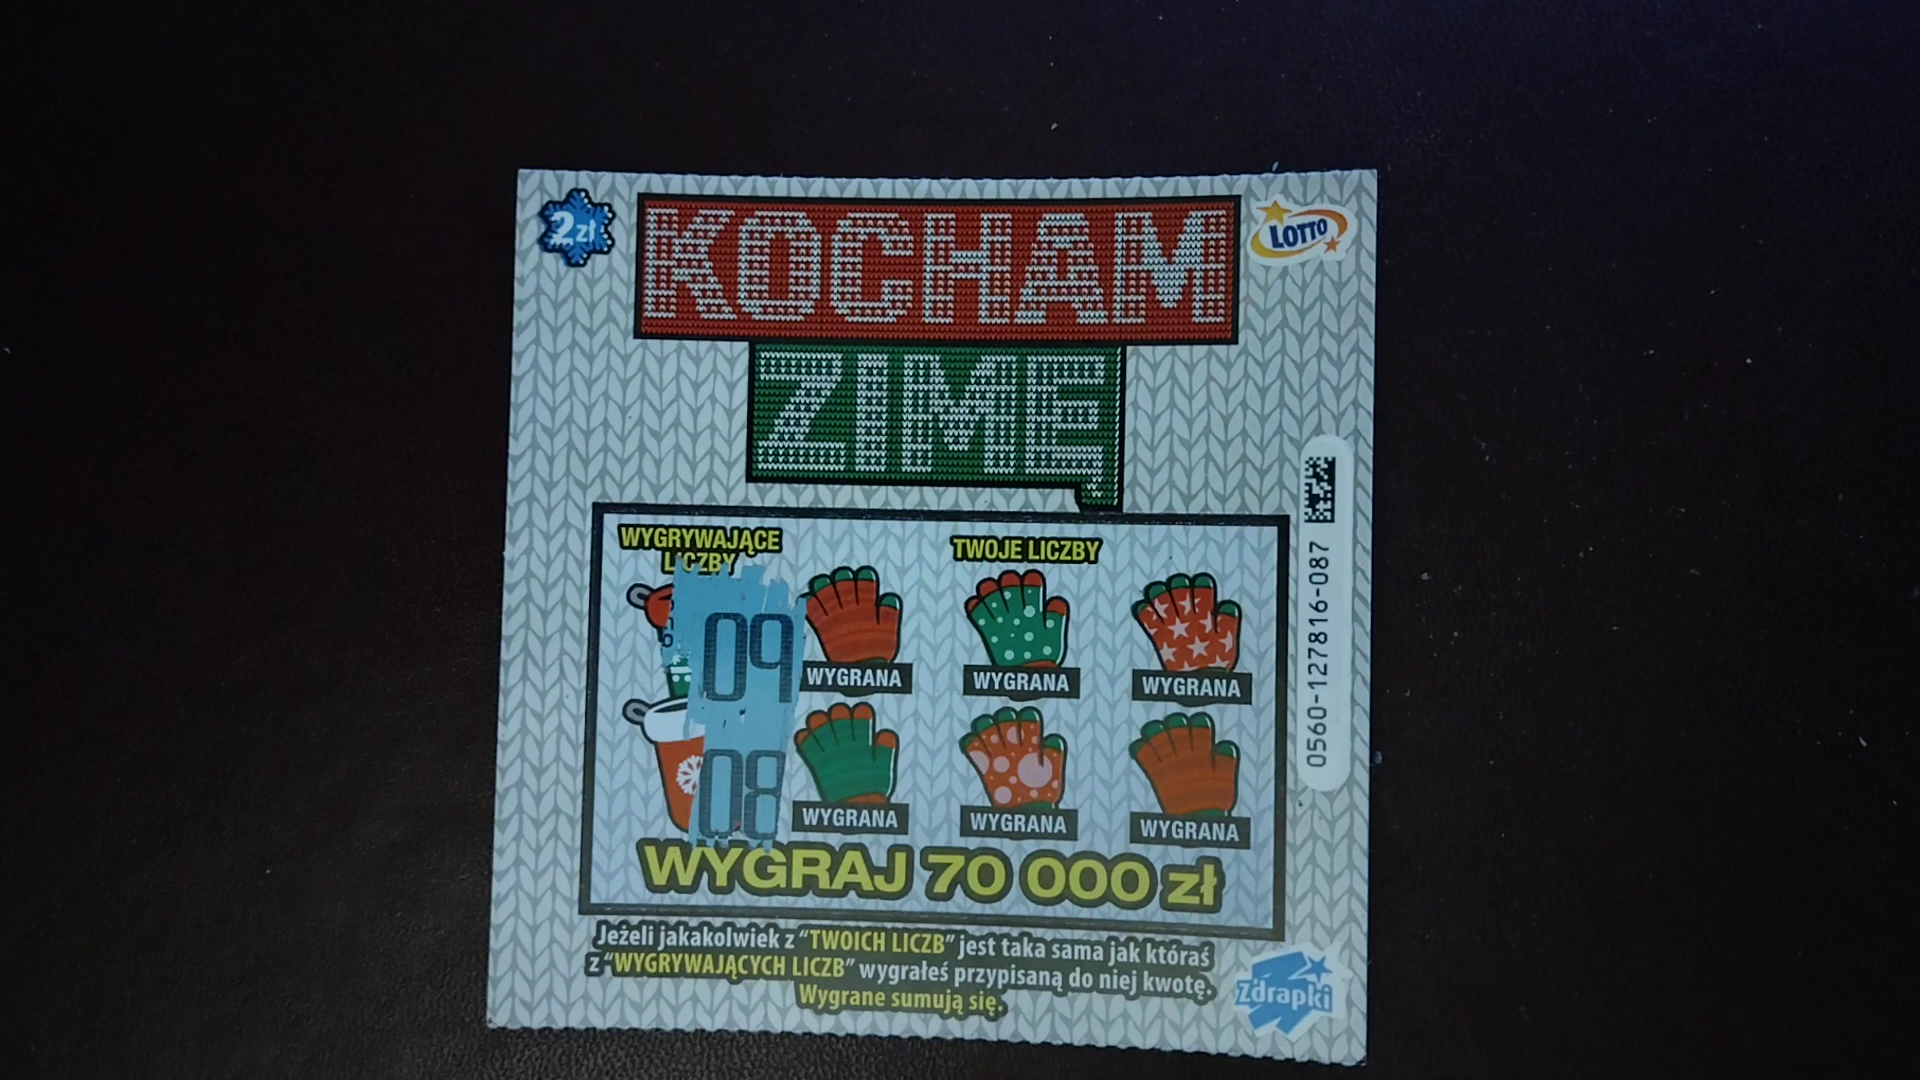 2 zł
KOCHAM
LOTTO
ZIMĘ
WYGRYWAJĄCE
LICZBY
TWOJE LICZBY
09
WYGRANA
WYGRANA
WYGRANA
08
WYGRANA
WYGRANA
WYGRANA
WYGRAJ 70 000 zł
Jeżeli jakakolwiek z “TWOICH LICZB” jest taka sama jak któraś
z “WYGRYWAJĄCYCH LICZB” wygrałeś przypisaną do niej kwotę.
Wygrane sumują się.
zdrapki
0560-127816-087